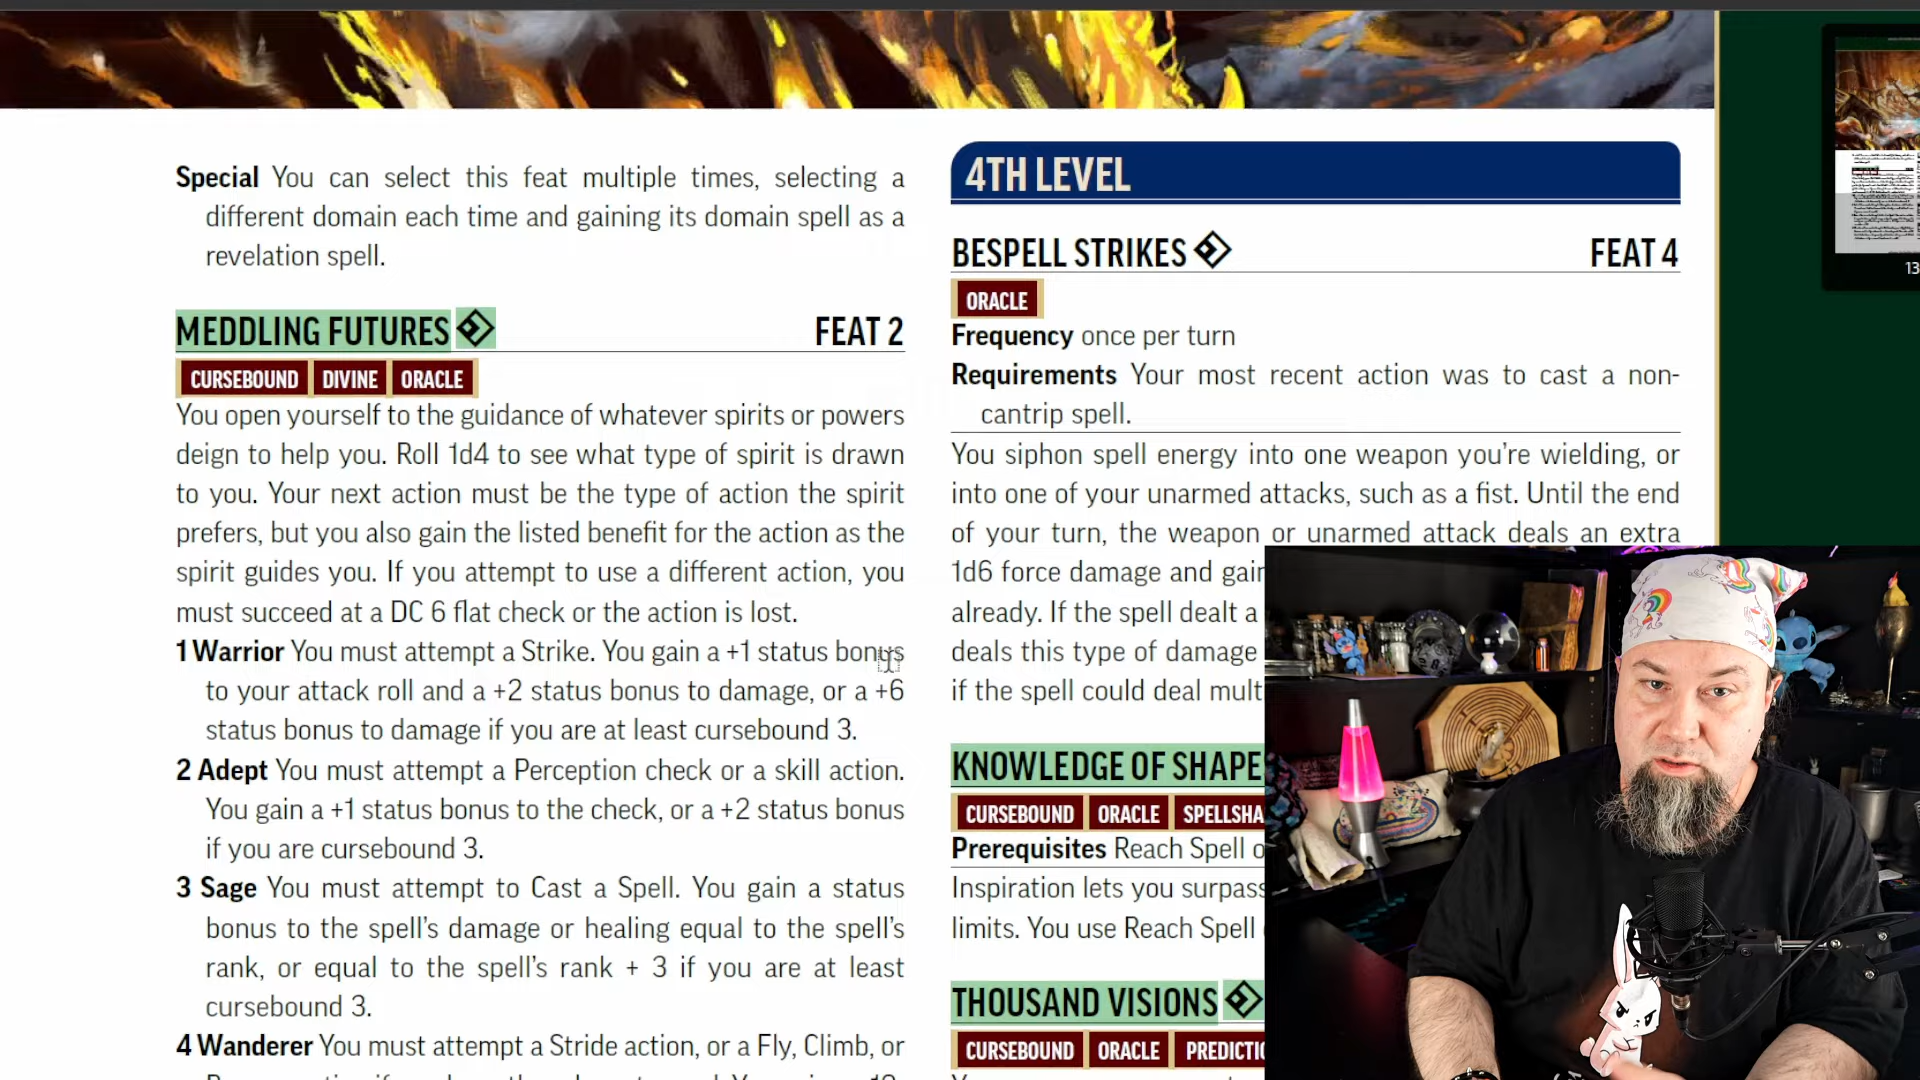 Special You can select this feat multiple times, selecting a
different domain each time and gaining its domain spell as a
revelation spell.
MEDDLING FUTURES FEAT 2
CURSEBOUND DIVINE ORACLE
You open yourself to the guidance of whatever spirits or powers
deign to help you. Roll 1d4 to see what type of spirit is drawn
to you. Your next action must be the type of action the spirit
prefers, but you also gain the listed benefit for the action as the
spirit guides you. If you attempt to use a different action, you
must succeed at a DC 6 flat check or the action is lost.
1 Warrior You must attempt a Strike. You gain a +1 status bonus
to your attack roll and a +2 status bonus to damage, or a +6
status bonus to damage if you are at least cursebound 3.
2 Adept You must attempt a Perception check or a skill action.
You gain a +1 status bonus to the check, or a +2 status bonus
if you are cursebound 3.
3 Sage You must attempt to Cast a Spell. You gain a status
bonus to the spell's damage or healing equal to the spell's
rank, or equal to the spell's rank + 3 if you are at least
cursebound 3.
4 Wanderer You must attempt a Stride action, or a Fly, Climb, or
4TH LEVEL
BESPELL STRIKES FEAT 4
ORACLE
Frequency once per turn
Requirements Your most recent action was to cast a non-
cantrip spell.
You siphon spell energy into one weapon you're wielding, or
into one of your unarmed attacks, such as a fist. Until the end
of your turn, the weapon or unarmed attack deals an extra
1d6 force damage and gai
already. If the spell dealt a
deals this type of damage
if the spell could deal mult
KNOWLEDGE OF SHAPE
CURSEBOUND ORACLE SPELLSHA
Prerequisites Reach Spell o
Inspiration lets you surpass
limits. You use Reach Spell
THOUSAND VISIONS
CURSEBOUND ORACLE PREDICTI
13